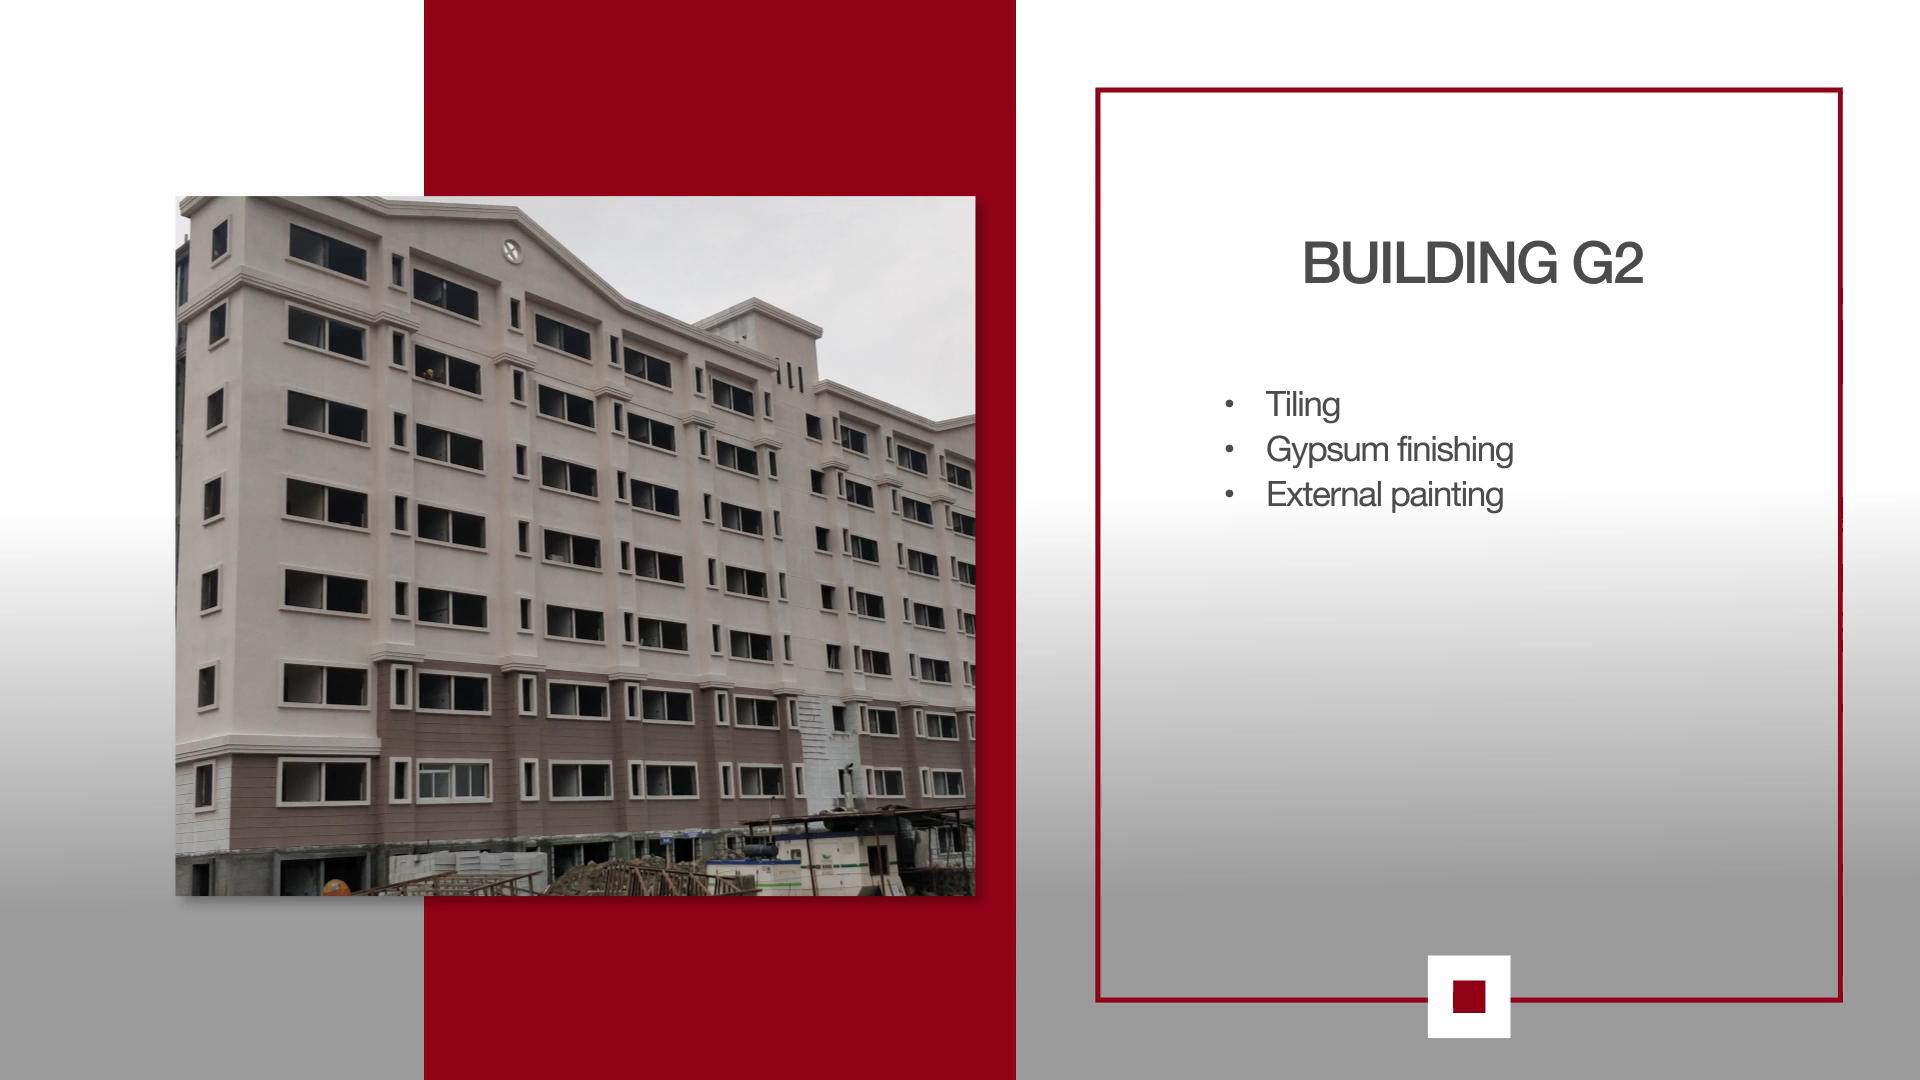 BUILDING G2
• Tiling
• Gypsum finishing
• External painting